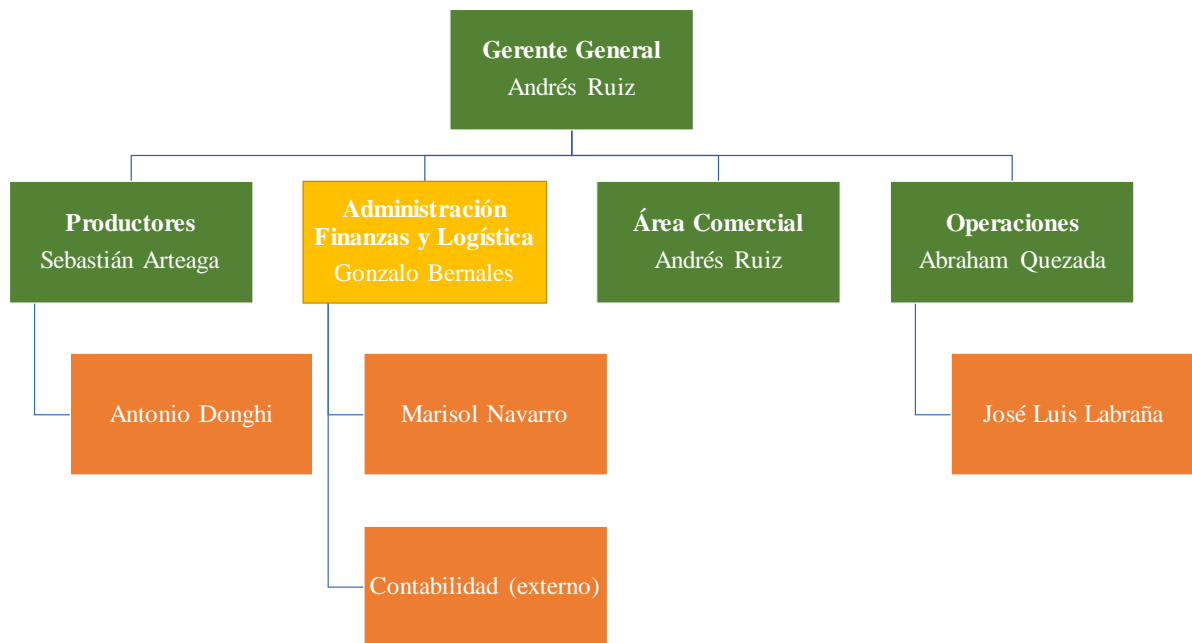 Gerente General
Andrés Ruiz
Productores
Sebastián Arteaga
Administración
Finanzas y Logística
Gonzalo Bernales
Área Comercial
Andrés Ruiz
Operaciones
Abraham Quezada
Antonio Donghi
Marisol Navarro
José Luis Labraña
Contabilidad (externo)